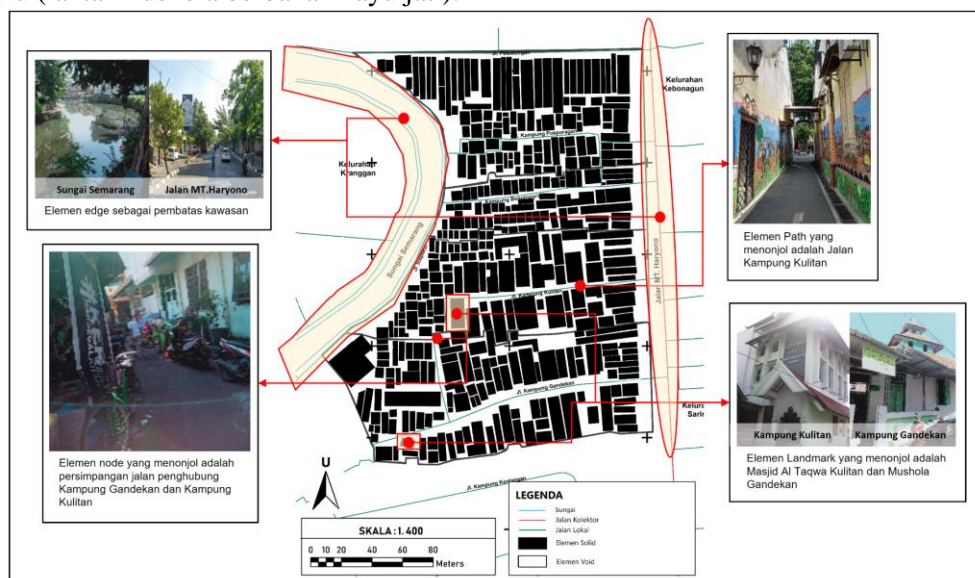 Sungai Semarang
Jalan MT.Haryono
Elemen edge sebagai pembatas kawasan
Elemen node yang menonjol adalah
persimpangan jalan penghubung
Kampung Gandekan dan Kampung
Kulitan
Kelurahan
Kebonagun
Kampung Pusporagan
Kelurahan
Kranggan
Sungai Semarang
Jl. Kampung Kulitan
Jalan MT. Haryono
Jl. Kampung Gandekan
Kelura
Sarir
U
SKALA : 1. 400
0 10 20 40 60 80
Meters
LEGENDA
Sungai
Jalan Kolektor
Jalan Lokal
Elemen Solid
Elemen Void
Elemen Path yang
menonjol adalah Jalan
Kampung Kulitan
Kampung Kulitan
Kampung Gandekan
Elemen Landmark yang menonjol adalah
Masjid Al Taqwa Kulitan dan Mushola
Gandekan